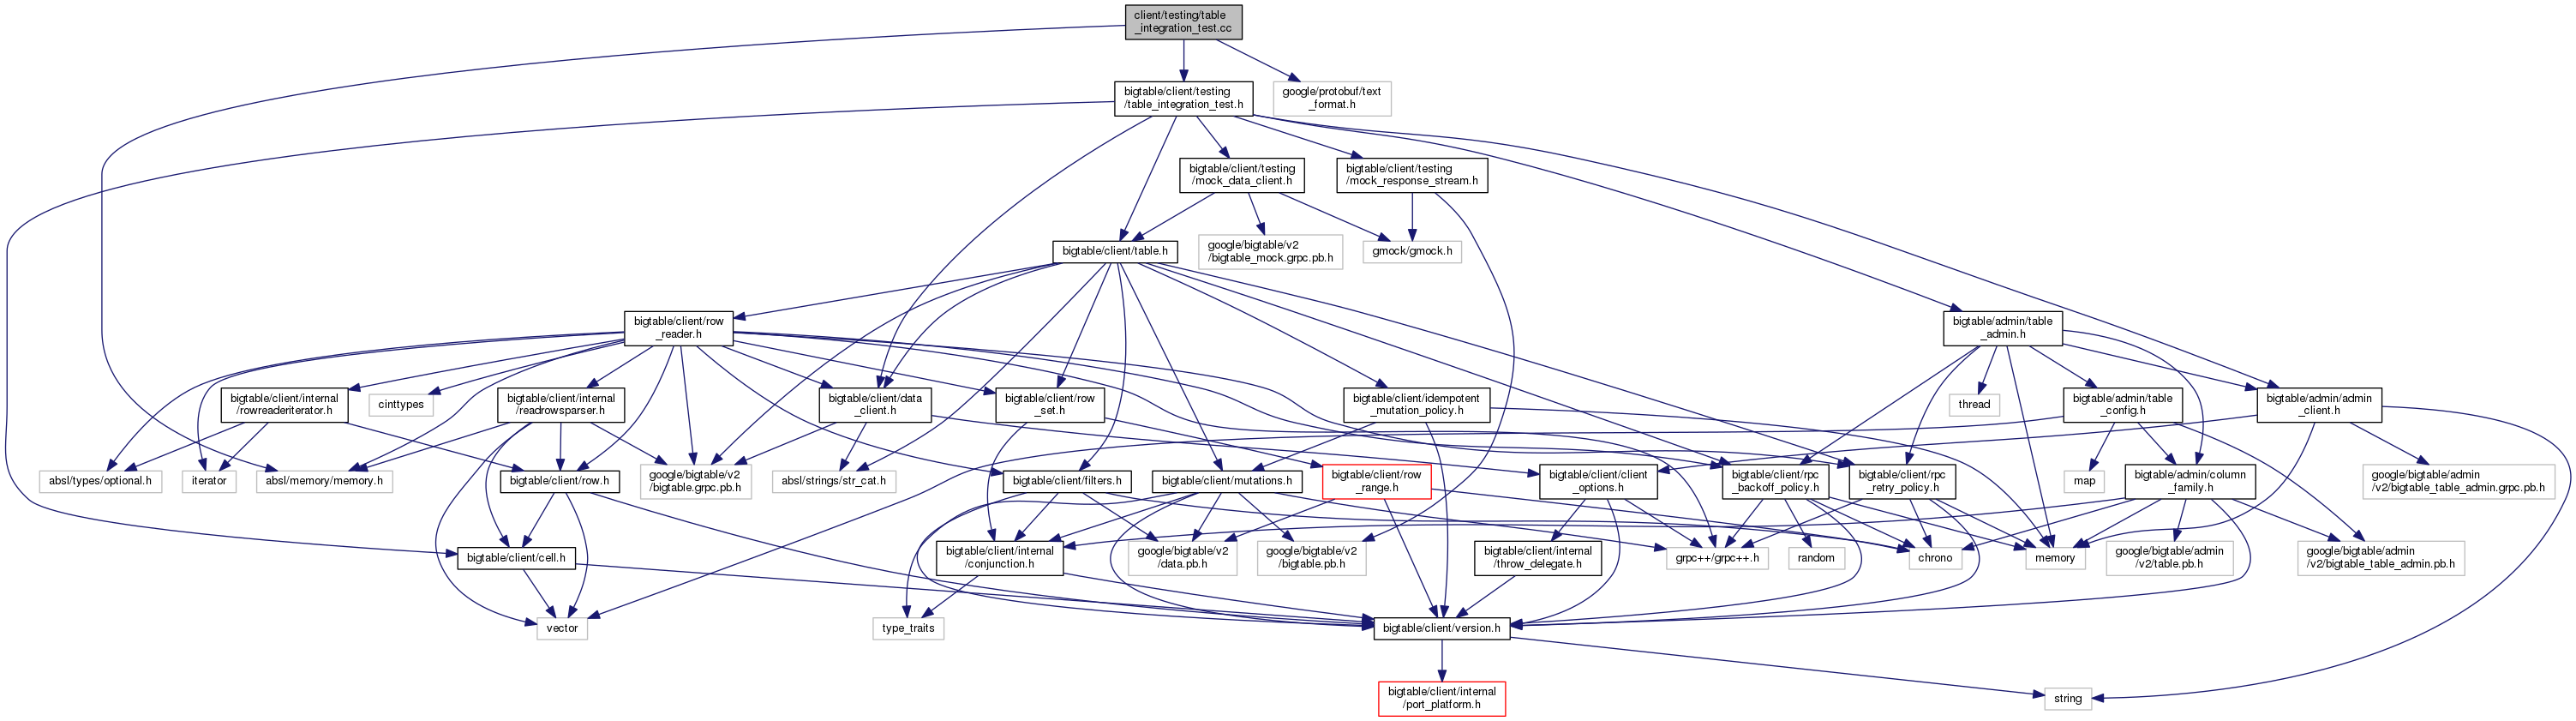 client/testing/table
_integration_test.cc
bigtable/client/testing
/table_integration_test.h
google/protobuf/text
_format.h
bigtable/client/testing
/mock_data_client.h
bigtable/client/testing
/mock_response_stream.h
bigtable/client/table.h
google/bigtable/v2
/bigtable_mock.grpc.pb.h
gmock/gmock.h
bigtable/client/row
_reader.h
bigtable/admin/table
_admin.h
bigtable/client/internal
/rowreaderiterator.h
cinttypes
bigtable/client/internal
/readrowsparser.h
bigtable/client/data
_client.h
bigtable/client/row
_set.h
bigtable/client/idempotent
_mutation_policy.h
thread
bigtable/admin/table
_config.h
bigtable/admin/admin
_client.h
absl/types/optional.h
iterator
absl/memory/memory.h
bigtable/client/row.h
google/bigtable/v2
/bigtable.grpc.pb.h
absl/strings/str_cat.h
bigtable/client/filters.h
bigtable/client/mutations.h
bigtable/client/row
_range.h
bigtable/client/client
_options.h
bigtable/client/rpc
_backoff_policy.h
bigtable/client/rpc
_retry_policy.h
map
bigtable/admin/column
_family.h
google/bigtable/admin
/v2/bigtable_table_admin.grpc.pb.h
bigtable/client/cell.h
bigtable/client/internal
/conjunction.h
google/bigtable/v2
/data.pb.h
google/bigtable/v2
/bigtable.pb.h
bigtable/client/internal
/throw_delegate.h
grpc++/grpc++.h
random
chrono
memory
google/bigtable/admin
/v2/table.pb.h
google/bigtable/admin
/v2/bigtable_table_admin.pb.h
vector
type_traits
bigtable/client/version.h
bigtable/client/internal
/port_platform.h
string